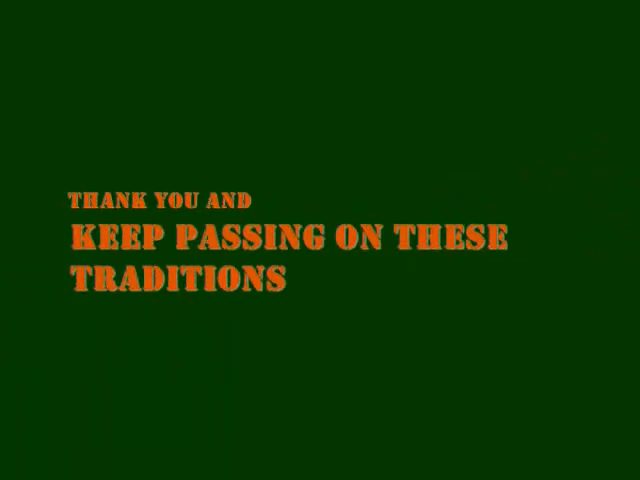 THANK YOU AND
KEEP PASSING ON THESE
TRADITIONS